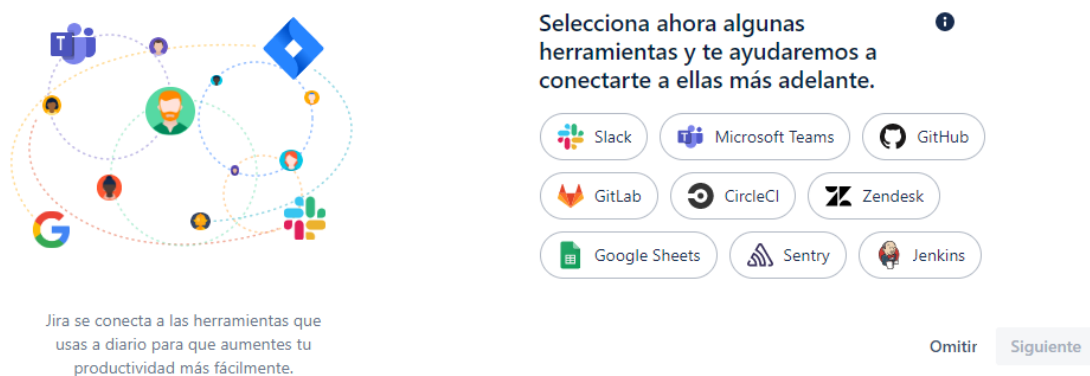 Selecciona ahora algunas
herramientas y te ayudaremos a
conectarte a ellas más adelante.
Slack
Microsoft Teams
GitHub
GitLab
CircleCI
Zendesk
Google Sheets
Sentry
Jenkins
Jira se conecta a las herramientas que
usas a diario para que aumentes tu
productividad más fácilmente.
Omitir
Siguiente